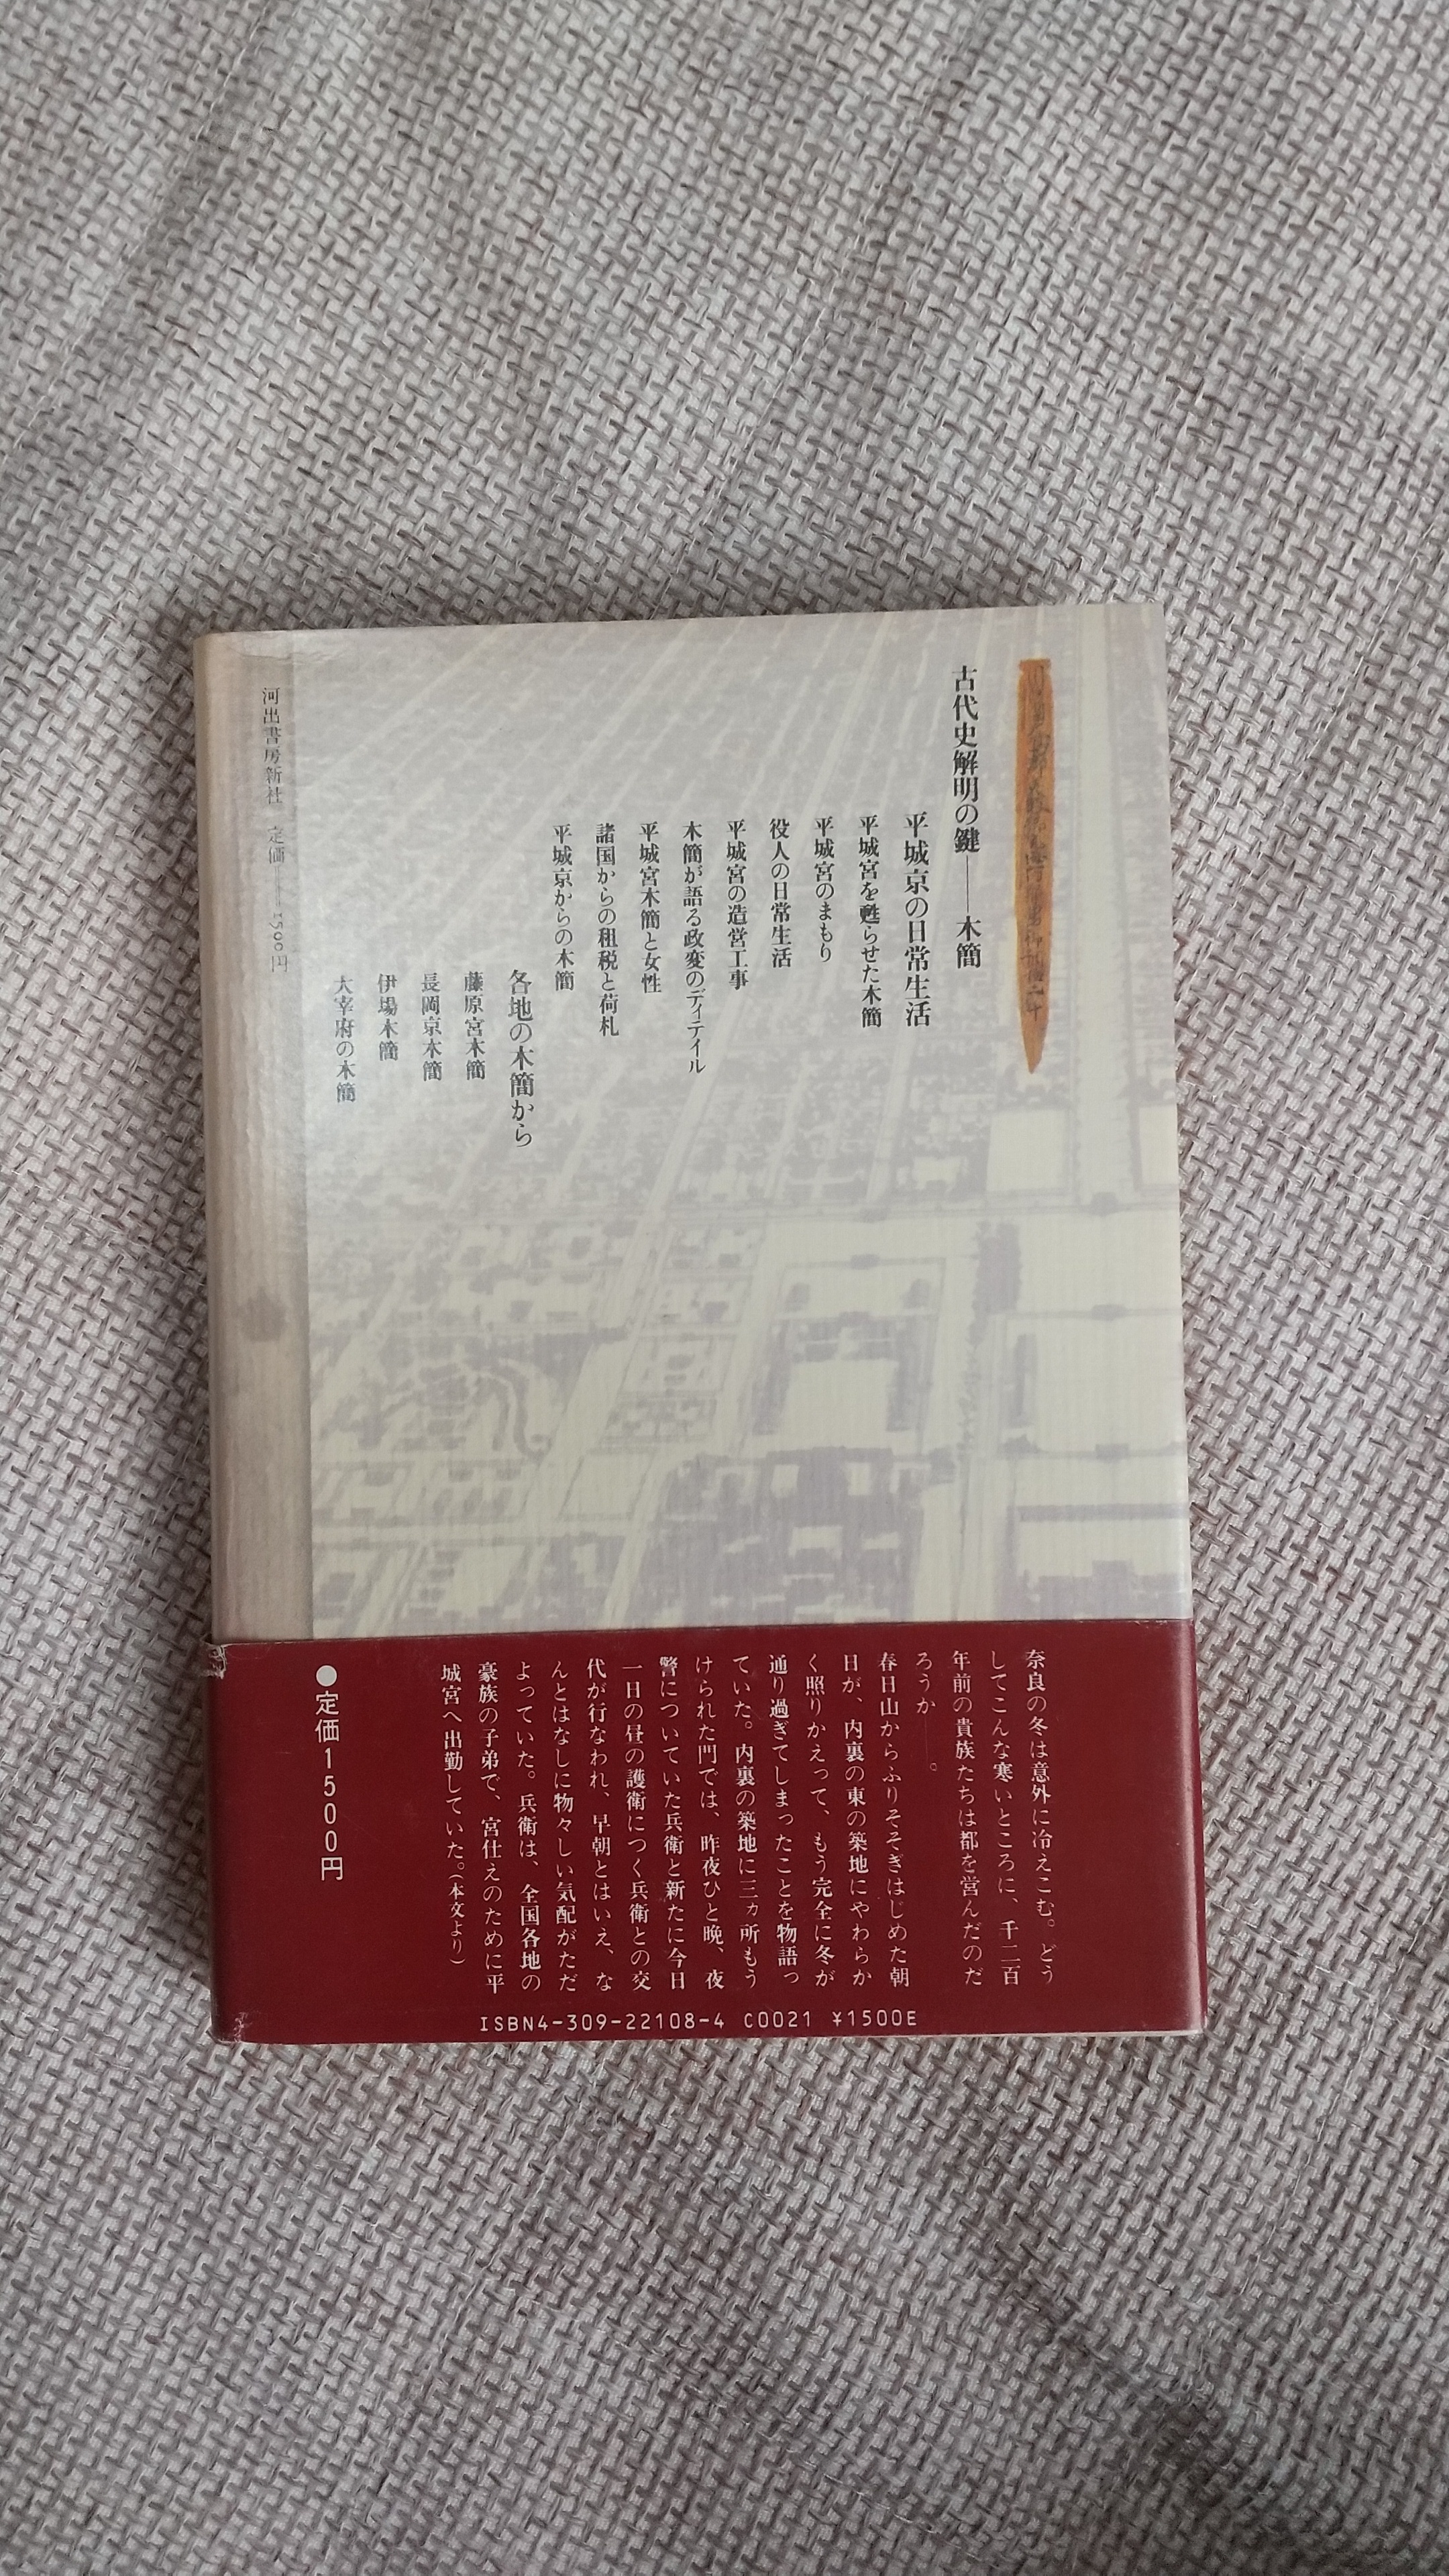 古代史解明の鍵——木簡
平城京の日常生活
平城宮を甦らせた木簡
平城宮のまもり
役人の日常生活
平城宮の造営工事
木簡が語る政変のディテイル
平城宮木簡と女性
諸国からの租税と荷札
平城京からの木簡
各地の木簡から
藤原宮木簡
長岡京木簡
伊場木簡
大宰府の木簡
河出書房新社 定価——1500円
奈良の冬は意外に冷えこむ。どう
してこんな寒いところに、千二百
年前の貴族たちは都を営んだのだ
ろうか——。
春日山からふりそそぎはじめた朝
日が、内裏の東の築地にやわらか
く照りかえって、もう完全に冬が
通り過ぎてしまったことを物語っ
ていた。内裏の築地に三ヵ所もう
けられた門では、昨夜ひと晩、夜
警についていた兵衛と新たに今日
一日の昼の護衛につく兵衛との交
代が行なわれ、早朝とはいえ、な
んとはなしに物々しい気配がただ
よっていた。兵衛は、全国各地の
豪族の子弟で、宮仕えのために平
城宮へ出勤していた。(本文より)
●定価1500円
ISBN4-309-22108-4 C0021 ¥1500E